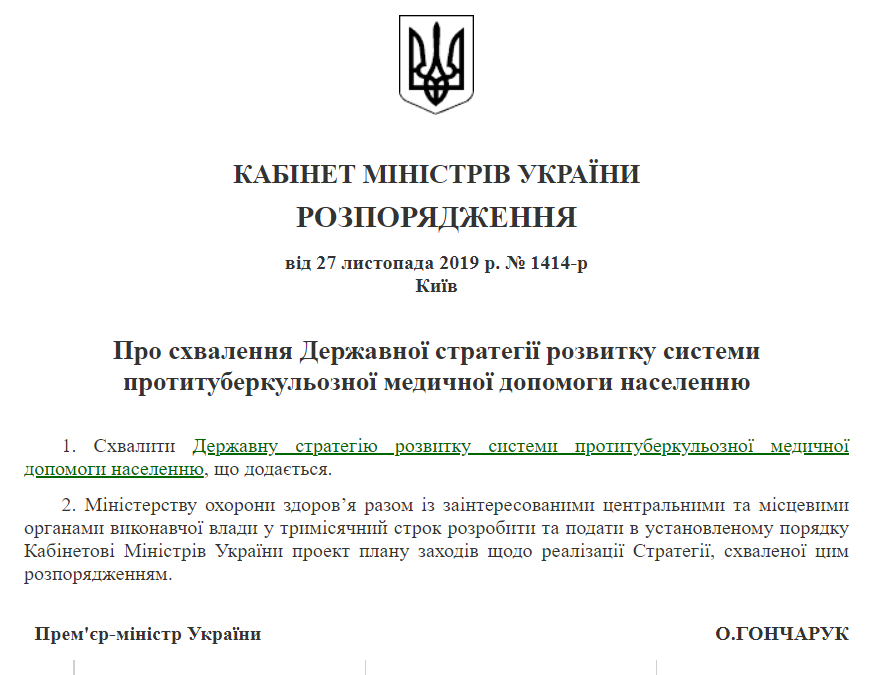 КАБІНЕТ МІНІСТРІВ УКРАЇНИ
РОЗПОРЯДЖЕННЯ
від 27 листопада 2019 р. № 1414-р
Київ
Про схвалення Державної стратегії розвитку системи
протитуберкульозної медичної допомоги населенню
1. Схвалити Державну стратегію розвитку системи протитуберкульозної медичної
допомоги населенню, що додається.
2. Міністерству охорони здоров’я разом із заінтересованими центральними та місцевими
органами виконавчої влади у тримісячний строк розробити та подати в установленому порядку
Кабінетові Міністрів України проект плану заходів щодо реалізації Стратегії, схваленої цим
розпорядженням.
Прем'єр-міністр України О.ГОНЧАРУК